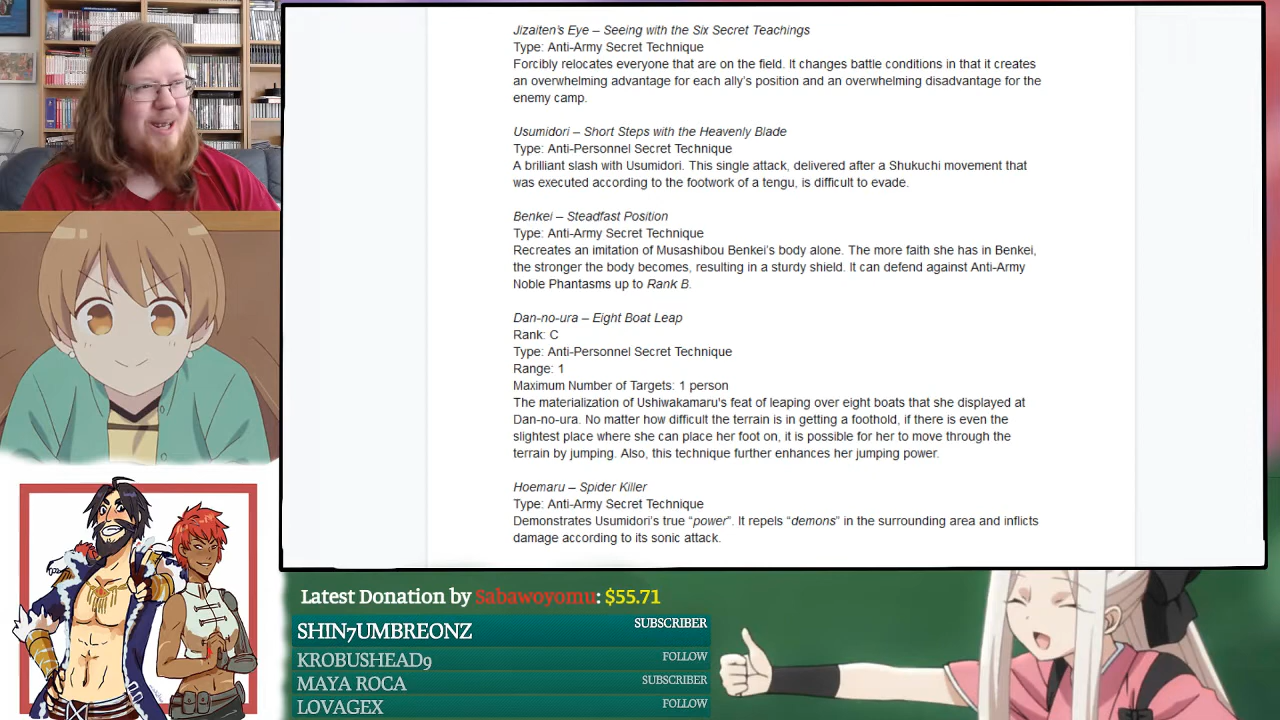 Jizaiten's Eye – Seeing with the Six Secret Teachings
Type: Anti-Army Secret Technique
Forcibly relocates everyone that are on the field. It changes battle conditions in that it creates
an overwhelming advantage for each ally's position and an overwhelming disadvantage for the
enemy camp.
Usumidori – Short Steps with the Heavenly Blade
Type: Anti-Personnel Secret Technique
A brilliant slash with Usumidori. This single attack, delivered after a Shukuchi movement that
was executed according to the footwork of a tengu, is difficult to evade.
Benkei – Steadfast Position
Type: Anti-Army Secret Technique
Recreates an imitation of Musashibou Benkei's body alone. The more faith she has in Benkei,
the stronger the body becomes, resulting in a sturdy shield. It can defend against Anti-Army
Noble Phantasms up to Rank B.
Dan-no-ura – Eight Boat Leap
Rank: C
Type: Anti-Personnel Secret Technique
Range: 1
Maximum Number of Targets: 1 person
The materialization of Ushiwakamaru's feat of leaping over eight boats that she displayed at
Dan-no-ura. No matter how difficult the terrain is in getting a foothold, if there is even the
slightest place where she can place her foot on, it is possible for her to move through the
terrain by jumping. Also, this technique further enhances her jumping power.
Hoemaru – Spider Killer
Type: Anti-Army Secret Technique
Demonstrates Usumidori's true “power”. It repels “demons” in the surrounding area and inflicts
damage according to its sonic attack.
Latest Donation by Sabawoyomu: $55.71
SHIN7UMBREONZ SUBSCRIBER
KROBUSHEAD9 FOLLOW
MAYA ROCA SUBSCRIBER
LOVAGEX FOLLOW